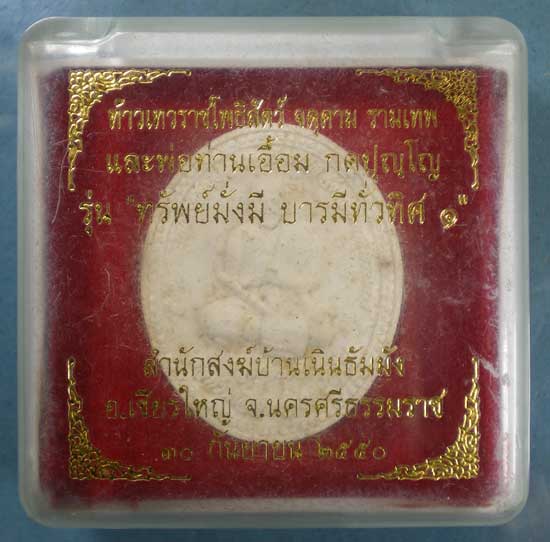 ท้าวเทวราชโพธิสัตว์ จตุคาม รามเทพ
และพ่อท่านเอื้อม กตปุญฺโญ
รุ่น "ทรัพย์มั่งมี บารมีทั่วทิศ ๑"
สำนักสงฆ์บ้านเนินธัมมัง
อ.เชียรใหญ่ จ.นครศรีธรรมราช
๓๐ กันยายน ๒๕๕๐